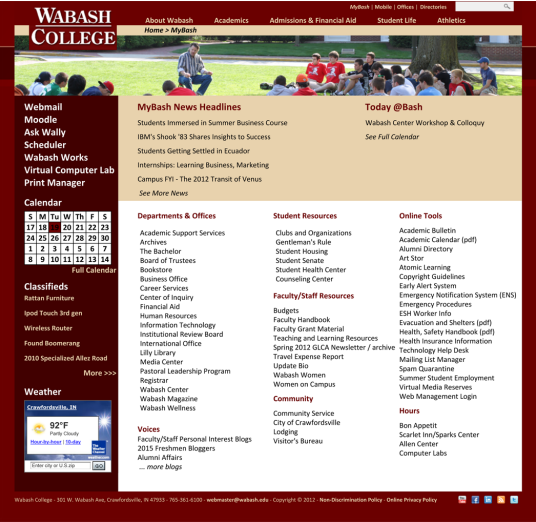 WABASH
COLLEGE
MyBash | Mobile | Offices | Directories
About Wabash Academics Admissions & Financial Aid Student Life Athletics
Home > MyBash
Webmail
Moodle
Ask Wally
Scheduler
Wabash Works
Virtual Computer Lab
Print Manager
Calendar
S M Tu W Th F S
17 18 20 21 22 23
24 25 26 27 28 29 30
1 2 3 4 5 6 7
8 9 10 11 12 13 14
Full Calendar
Classifieds
Rattan Furniture
Ipod Touch 3rd gen
Wireless Router
Found Boomerang
2010 Specialized Allez Road
More >>>
Weather
Crawfordsville, IN
92°F
Partly Cloudy
Hour-by-hour | 10-day
The Weather Channel
Enter city or U.S zip GO
MyBash News Headlines
Students Immersed in Summer Business Course
IBM's Shook '83 Shares Insights to Success
Students Getting Settled in Ecuador
Internships: Learning Business, Marketing
Campus FYI - The 2012 Transit of Venus
See More News
Today @Bash
Wabash Center Workshop & Colloquy
See Full Calendar
Departments & Offices
Academic Support Services
Archives
The Bachelor
Board of Trustees
Bookstore
Business Office
Career Services
Center of Inquiry
Financial Aid
Human Resources
Information Technology
Institutional Review Board
International Office
Lilly Library
Media Center
Pastoral Leadership Program
Registrar
Wabash Center
Wabash Magazine
Wabash Wellness
Voices
Faculty/Staff Personal Interest Blogs
2015 Freshmen Bloggers
Alumni Affairs
... more blogs
Student Resources
Clubs and Organizations
Gentleman's Rule
Student Housing
Student Senate
Student Health Center
Counseling Center
Faculty/Staff Resources
Budgets
Faculty Handbook
Faculty Grant Material
Teaching and Learning Resources
Spring 2012 GLCA Newsletter / archive
Travel Expense Report
Update Bio
Wabash Women
Women on Campus
Community
Community Service
City of Crawfordsville
Lodging
Visitor's Bureau
Online Tools
Academic Bulletin
Academic Calendar (pdf)
Alumni Directory
Art Stor
Atomic Learning
Copyright Guidelines
Early Alert System
Emergency Notification System (ENS)
Emergency Procedures
ESH Worker Info
Evacuation and Shelters (pdf)
Health, Safety Handbook (pdf)
Health Insurance Information
Technology Help Desk
Mailing List Manager
Spam Quarantine
Summer Student Employment
Virtual Media Reserves
Web Management Login
Hours
Bon Appetit
Scarlet Inn/Sparks Center
Allen Center
Computer Labs
Wabash College - 301 W. Wabash Ave, Crawfordsville, IN 47933 - 765-361-6100 - webmaster@wabash.edu - Copyright © 2012 - Non-Discrimination Policy - Online Privacy Policy